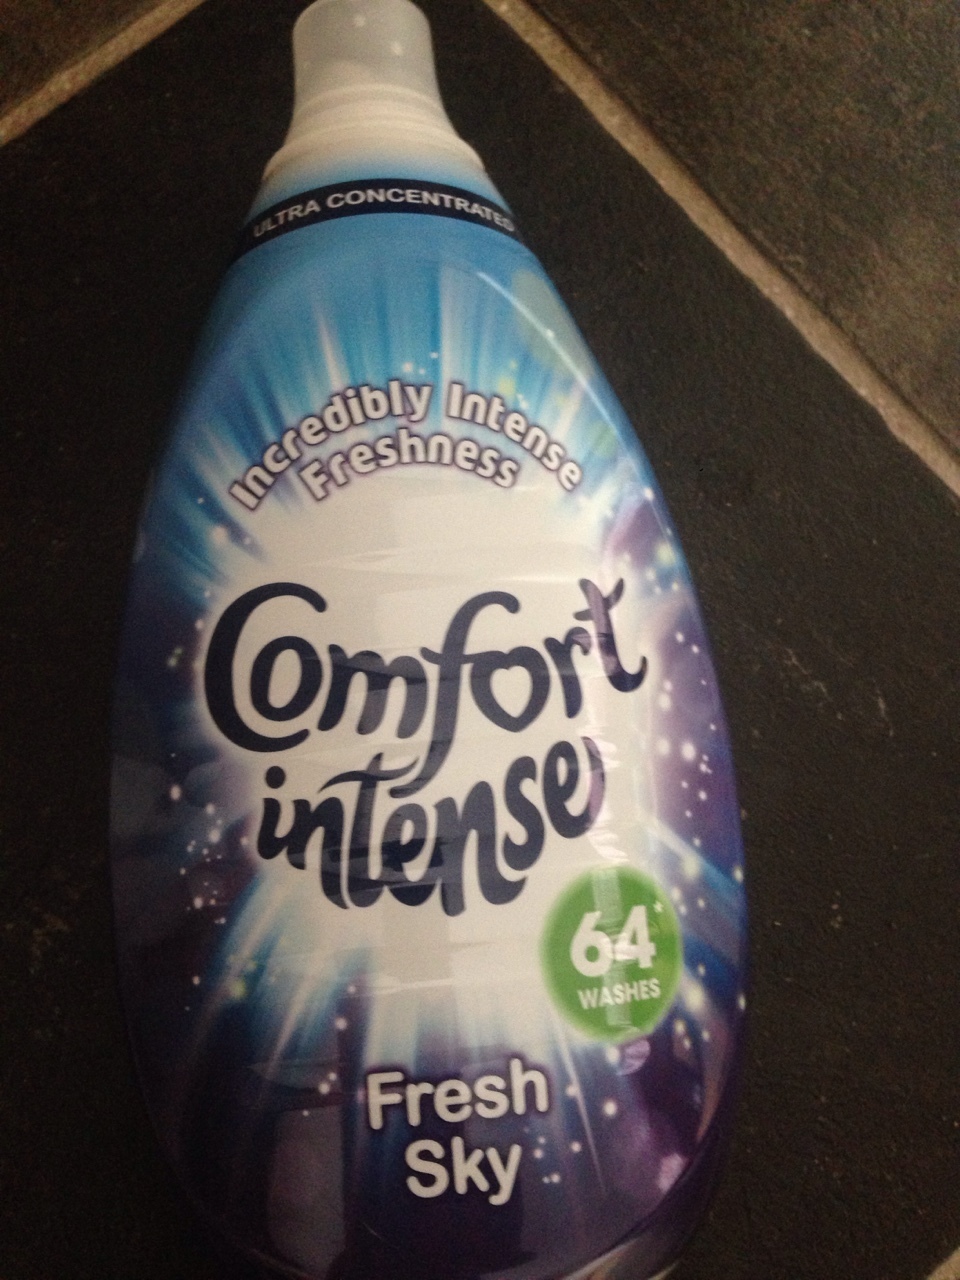 ULTRA CONCENTRATED
Incredibly Intense
Freshness
Comfort
intense
64*
WASHES
Fresh
Sky